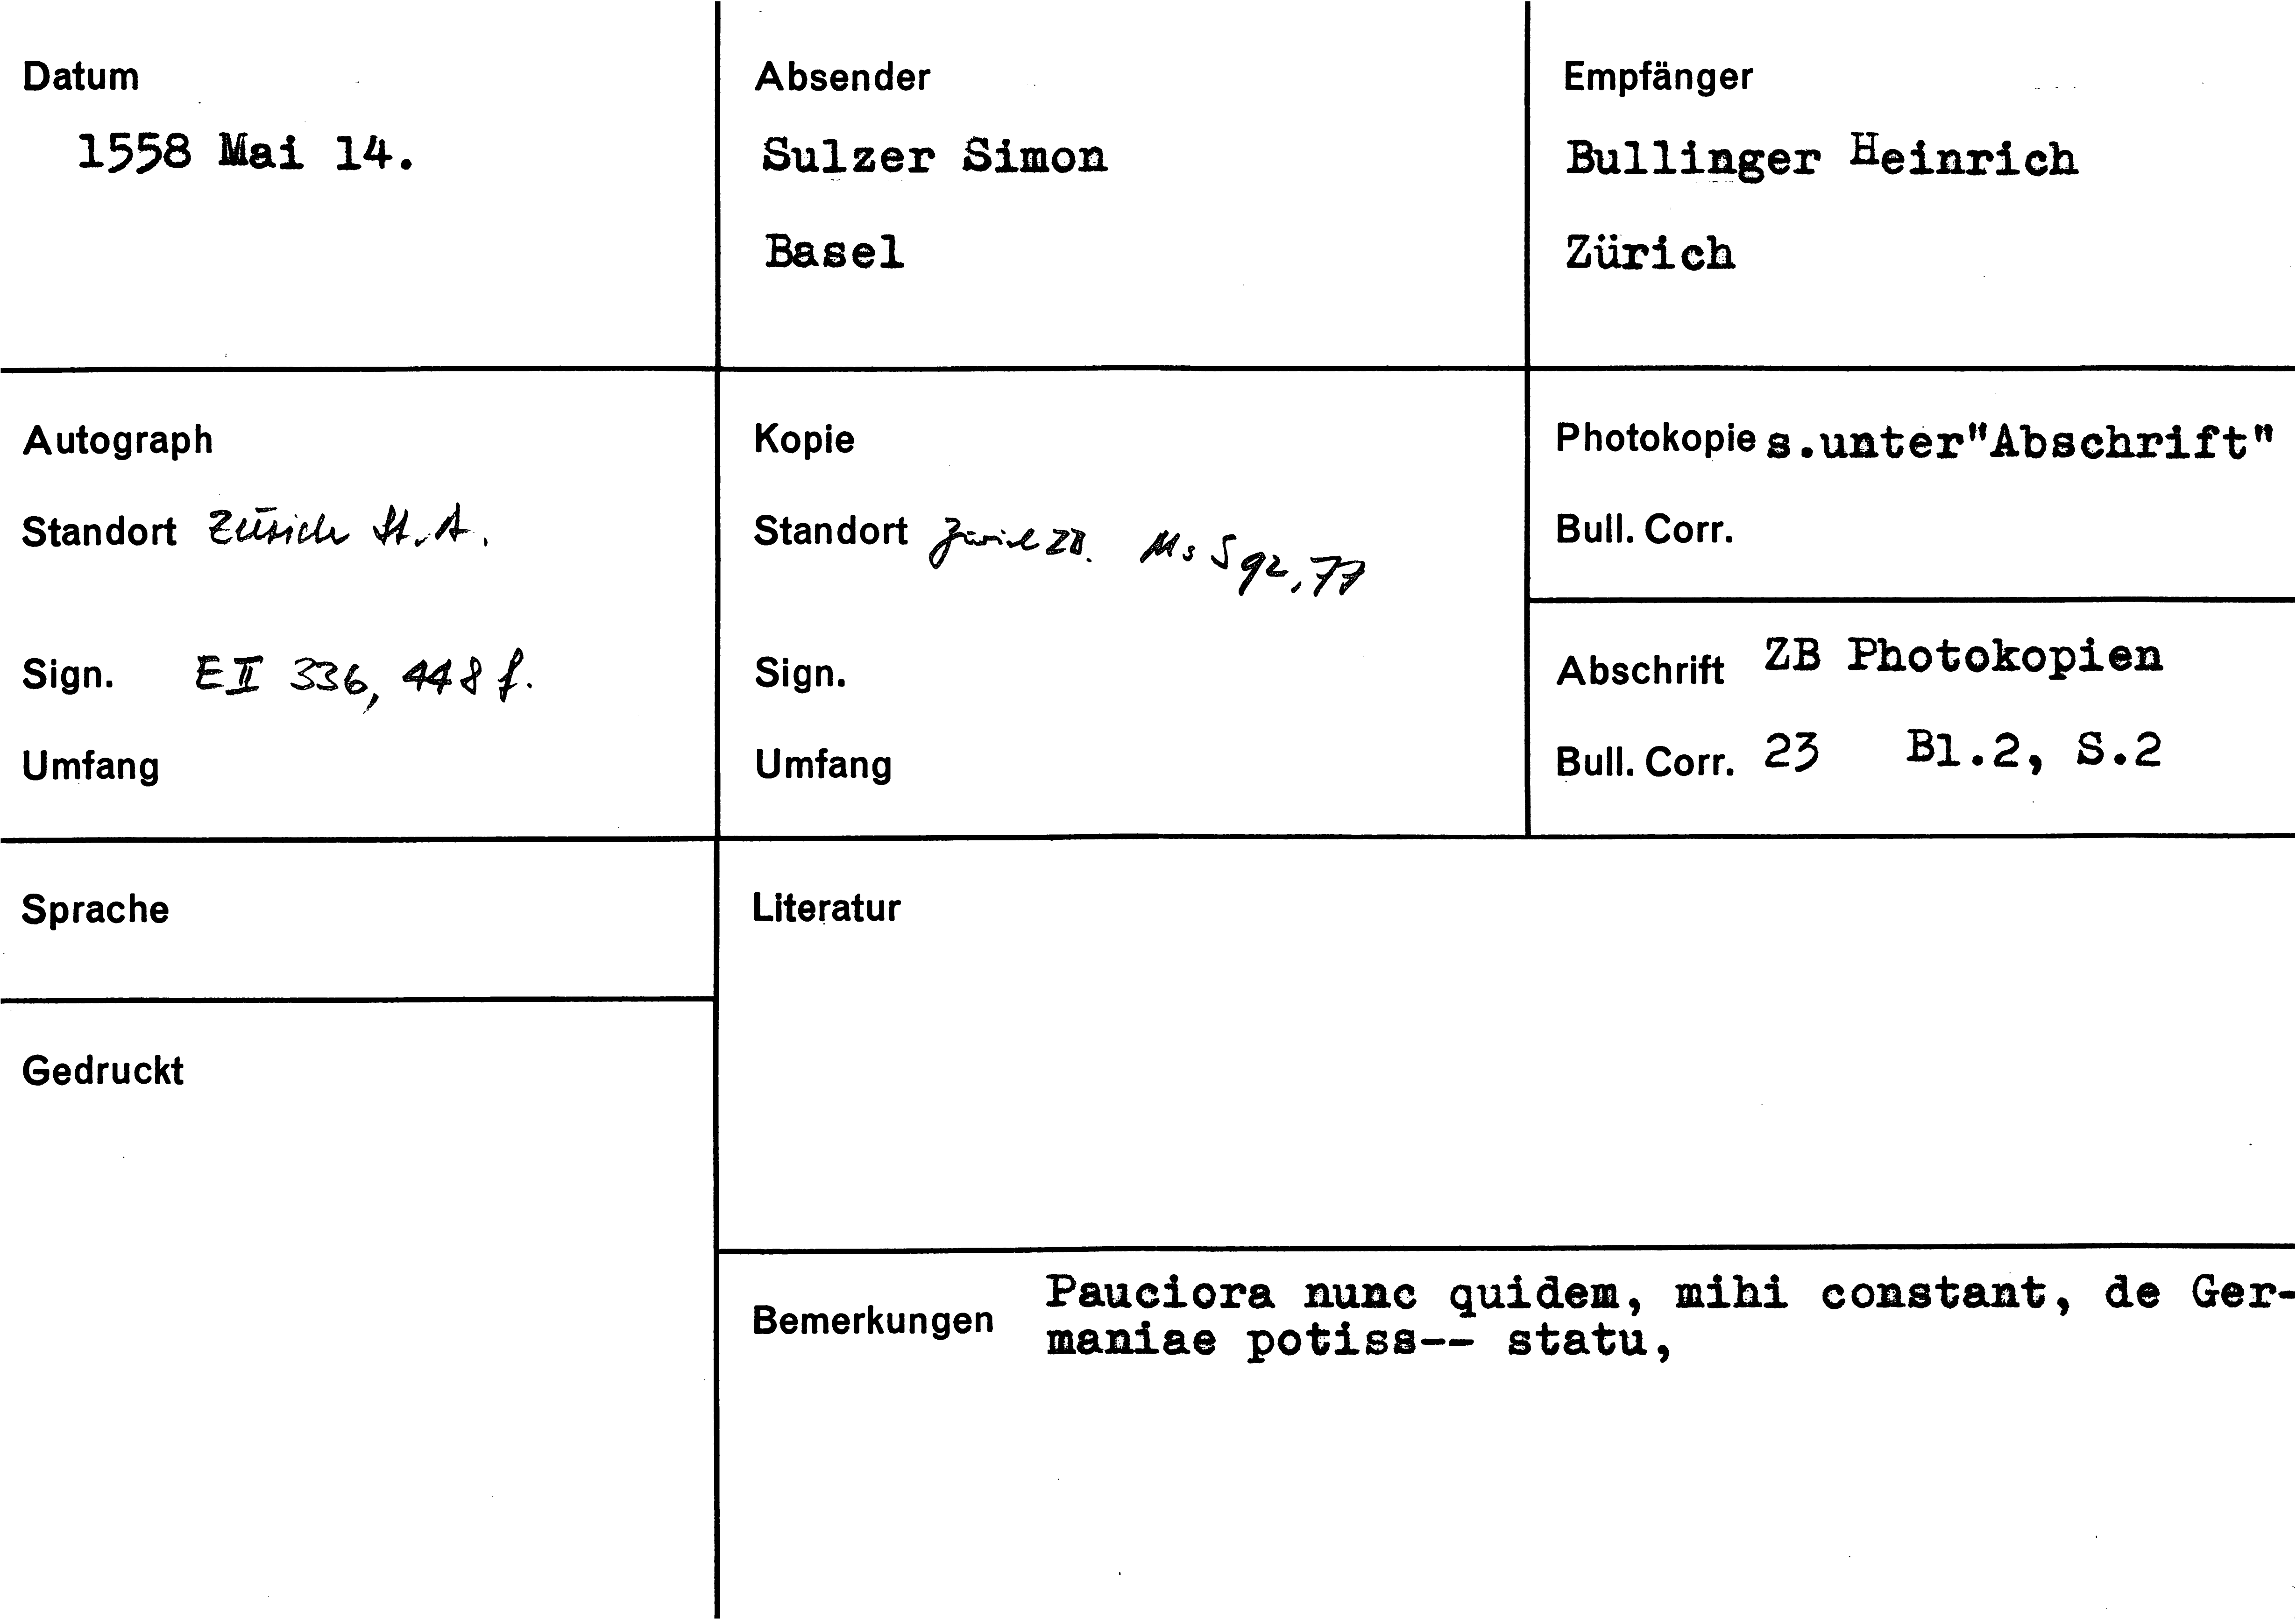 Datum
1558 Mai 14.
Absender
Sulzer Simon
Basel
Empfänger
Bullinger Heinrich
Zürich
Autograph
Standort Zürich St.A.
Sign. E II 336, 448 f.
Umfang
Kopie
Standort Zürich ZB. Ms S 92, 77
Sign.
Umfang
Photokopie s.unter"Abschrift"
Bull. Corr.
Abschrift ZB Photokopien
Bull. Corr. 23 Bl.2, S.2
Sprache
Gedruckt
Literatur
Bemerkungen Pauciora nunc quidem, mihi constant, de Ger-
maniae potiss-- statu,